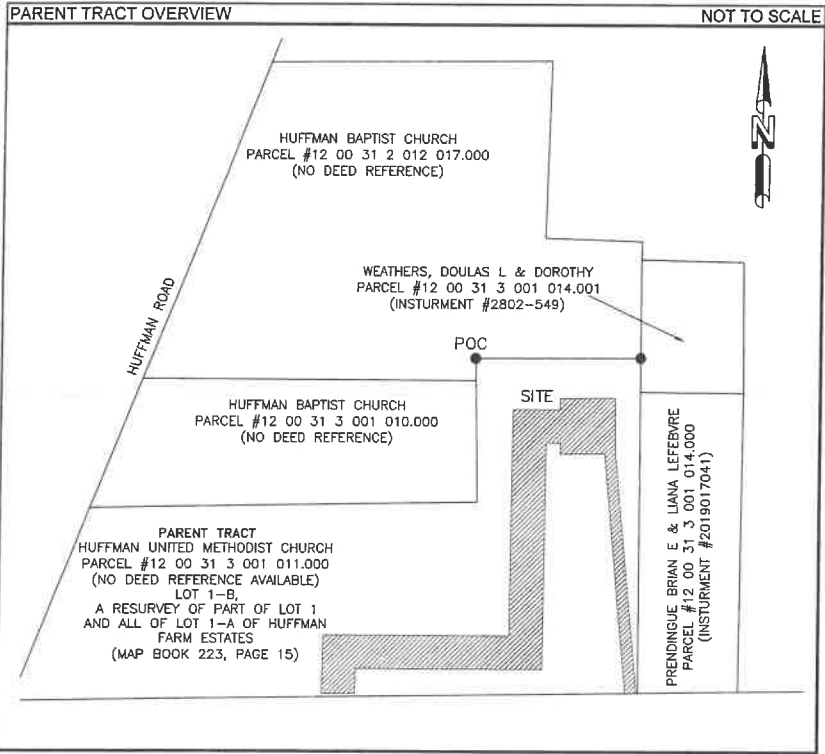 PARENT TRACT OVERVIEW
NOT TO SCALE
N
HUFFMAN BAPTIST CHURCH
PARCEL #12 00 31 2 012 017.000
(NO DEED REFERENCE)
WEATHERS, DOULAS L & DOROTHY
PARCEL #12 00 31 3 001 014.001
(INSTURMENT #2802-549)
HUFFMAN ROAD
POC
SITE
HUFFMAN BAPTIST CHURCH
PARCEL #12 00 31 3 001 010.000
(NO DEED REFERENCE)
PRENDINGUE BRIAN E & LIANA LEFEBVRE
PARCEL #12 00 31 3 001 014.000
(INSTURMENT #2019017041)
PARENT TRACT
HUFFMAN UNITED METHODIST CHURCH
PARCEL #12 00 31 3 001 011.000
(NO DEED REFERENCE AVAILABLE)
LOT 1-B,
A RESURVEY OF PART OF LOT 1
AND ALL OF LOT 1-A OF HUFFMAN
FARM ESTATES
(MAP BOOK 223, PAGE 15)